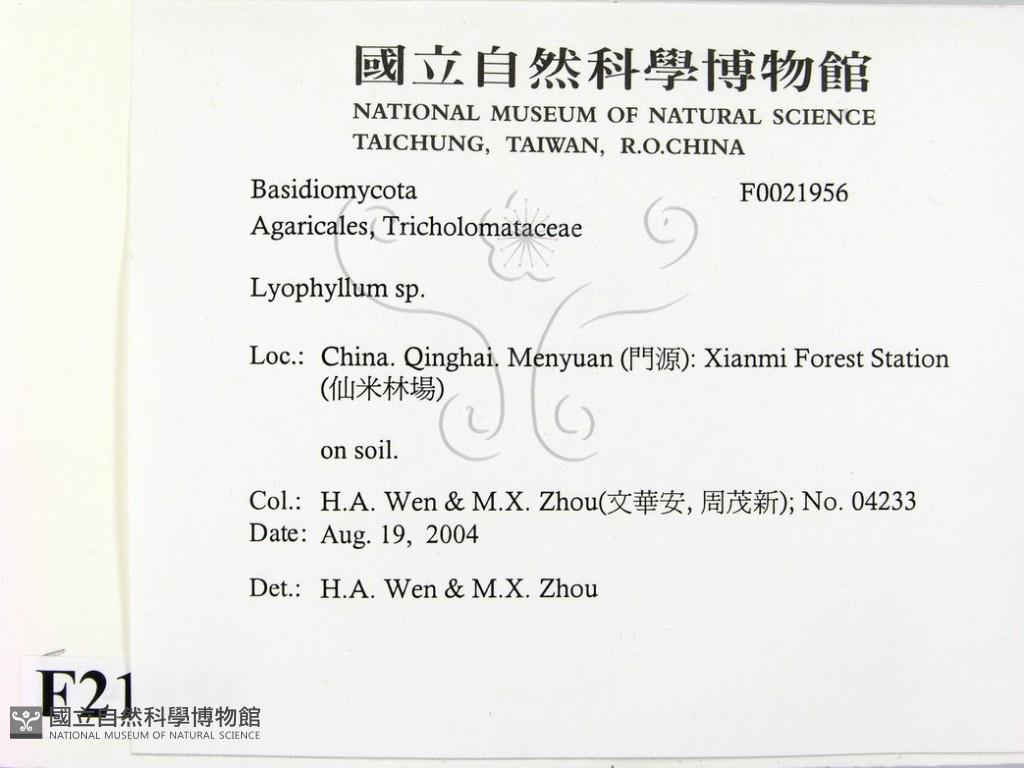 國立自然科學博物館
NATIONAL MUSEUM OF NATURAL SCIENCE
TAICHUNG, TAIWAN, R.O.CHINA
Basidiomycota F0021956
Agaricales, Tricholomataceae
Lyophyllum sp.
Loc.: China. Qinghai. Menyuan (門源): Xianmi Forest Station
(仙米林場)
on soil.
Col.: H.A. Wen & M.X. Zhou(文華安, 周茂新); No. 04233
Date: Aug. 19, 2004
Det.: H.A. Wen & M.X. Zhou
F21
國立自然科學博物館
NATIONAL MUSEUM OF NATURAL SCIENCE